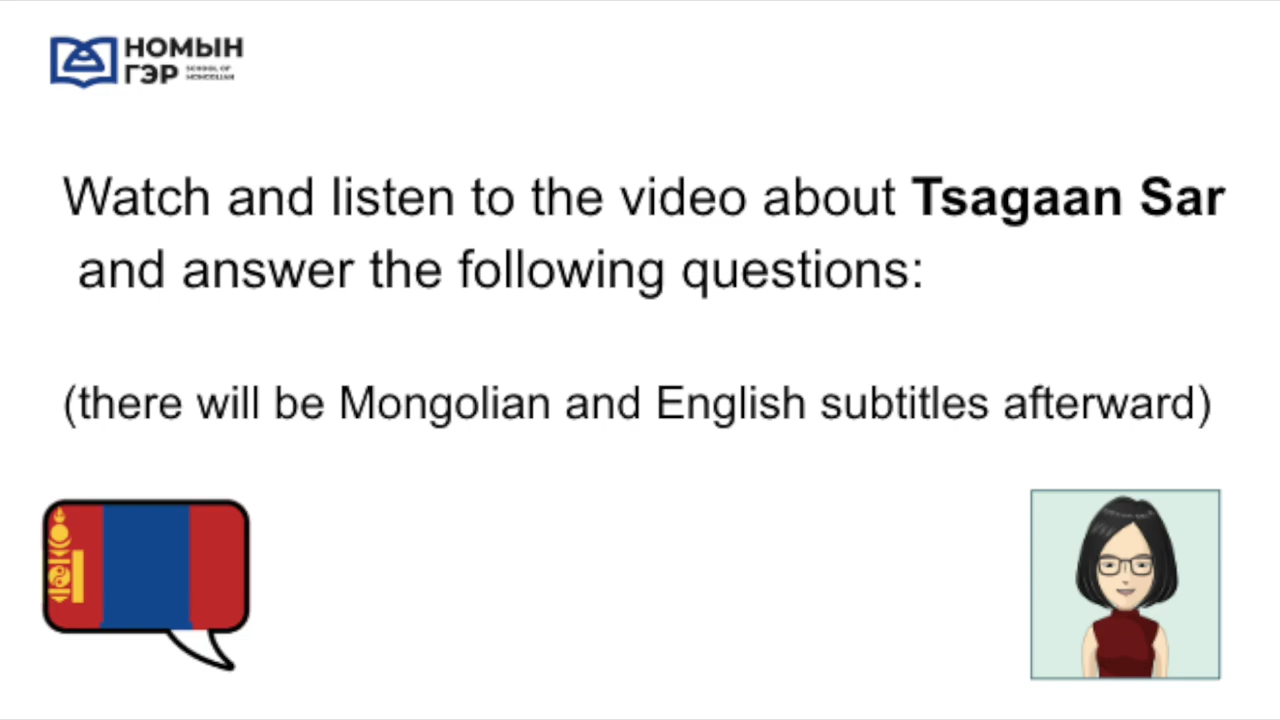 НОМЫН
ГЭР SCHOOL OF
MONGOLIAN
Watch and listen to the video about Tsagaan Sar
and answer the following questions:
(there will be Mongolian and English subtitles afterward)